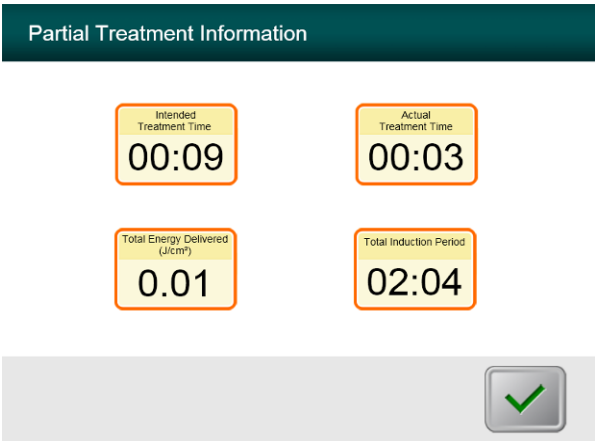 Partial Treatment Information
Intended
Treatment Time
00:09
Actual
Treatment Time
00:03
Total Energy Delivered
(J/cm²)
0.01
Total Induction Period
02:04